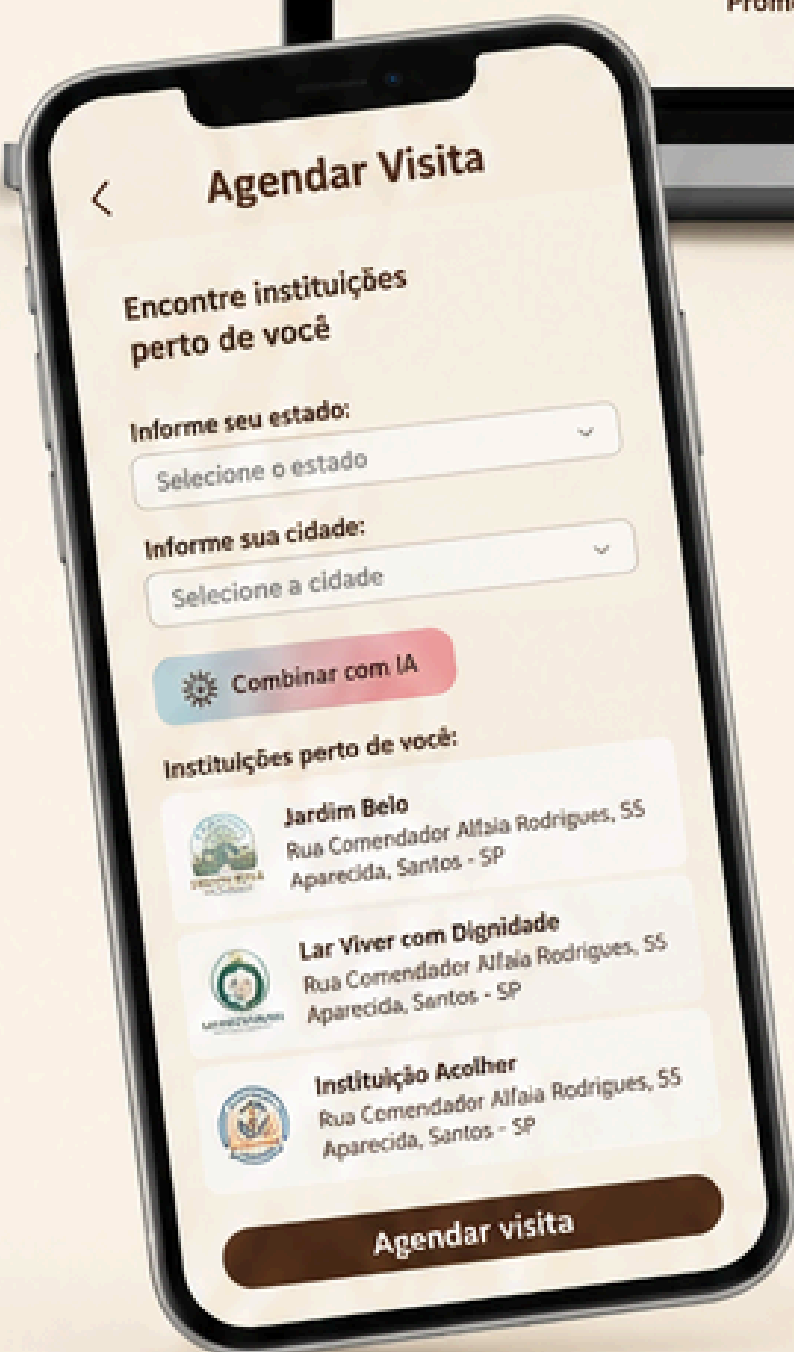 Agendar Visita
Encontre instituições
perto de você
Informe seu estado:
Selecione o estado
Informe sua cidade:
Selecione a cidade
Combinar com IA
Instituições perto de você:
Jardim Belo
Rua Comendador Alfaia Rodrigues, 55
Aparecida, Santos - SP
Lar Viver com Dignidade
Rua Comendador Alfaia Rodrigues, 55
Aparecida, Santos - SP
Instituição Acolher
Rua Comendador Alfaia Rodrigues, 55
Aparecida, Santos - SP
Agendar visita